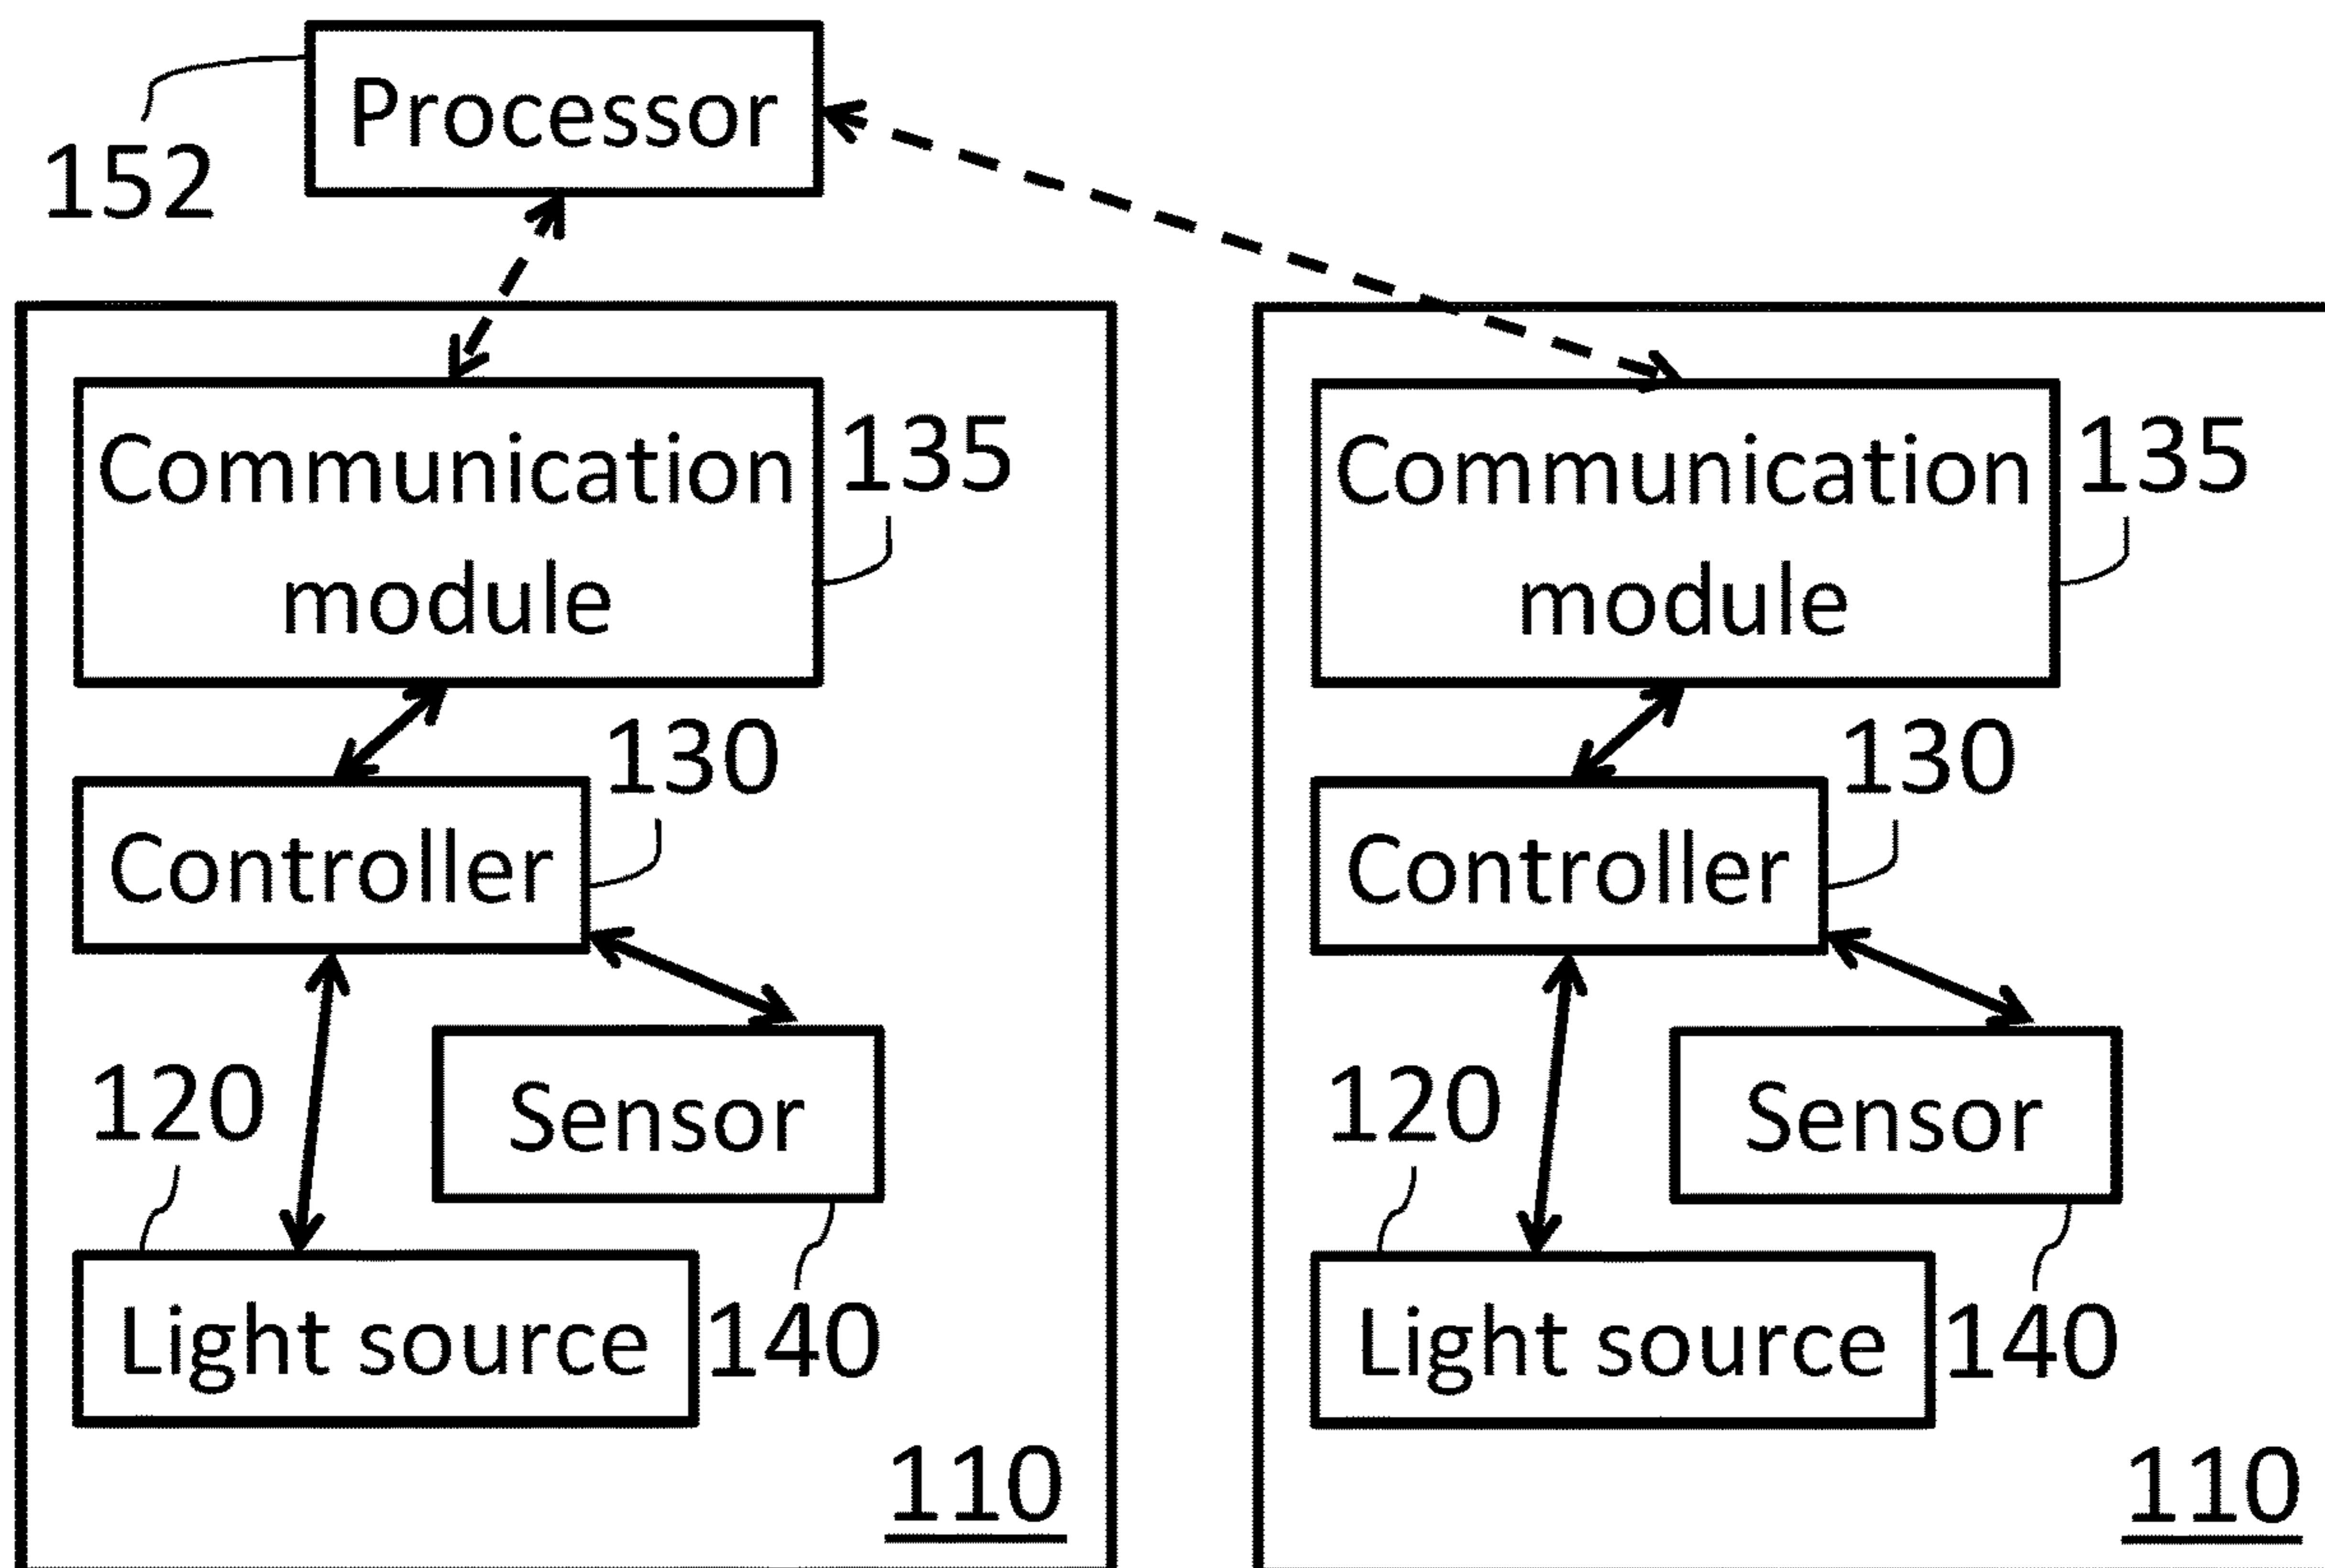 Processor
152
Communication
module
135
130
Controller
120
Sensor
Light source
140
110
Communication
module
135
130
Controller
120
Sensor
Light source
140
110